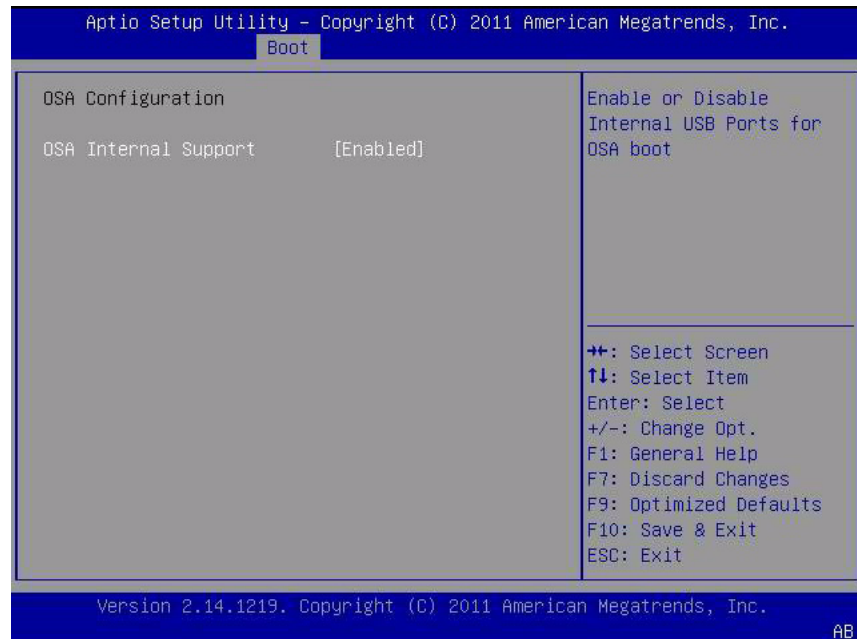 Aptio Setup Utility – Copyright (C) 2011 American Megatrends, Inc.
Boot
OSA Configuration
OSA Internal Support [Enabled]
Enable or Disable
Internal USB Ports for
OSA boot
→←: Select Screen
↑↓: Select Item
Enter: Select
+/-: Change Opt.
F1: General Help
F7: Discard Changes
F9: Optimized Defaults
F10: Save & Exit
ESC: Exit
Version 2.14.1219. Copyright (C) 2011 American Megatrends, Inc.
AB